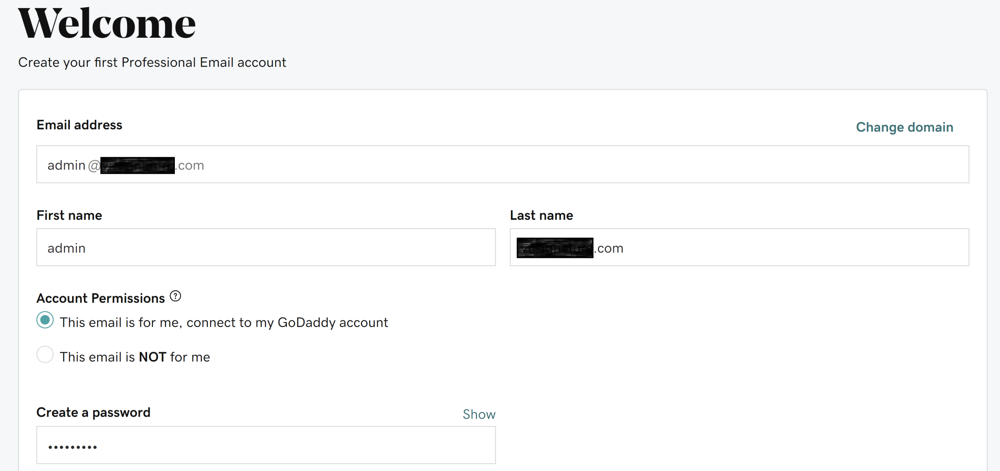 Welcome
Create your first Professional Email account
Email address
Change domain
admin@ .com
First name
Last name
admin
.com
Account Permissions ?
This email is for me, connect to my GoDaddy account
This email is NOT for me
Create a password
Show
•••••••••